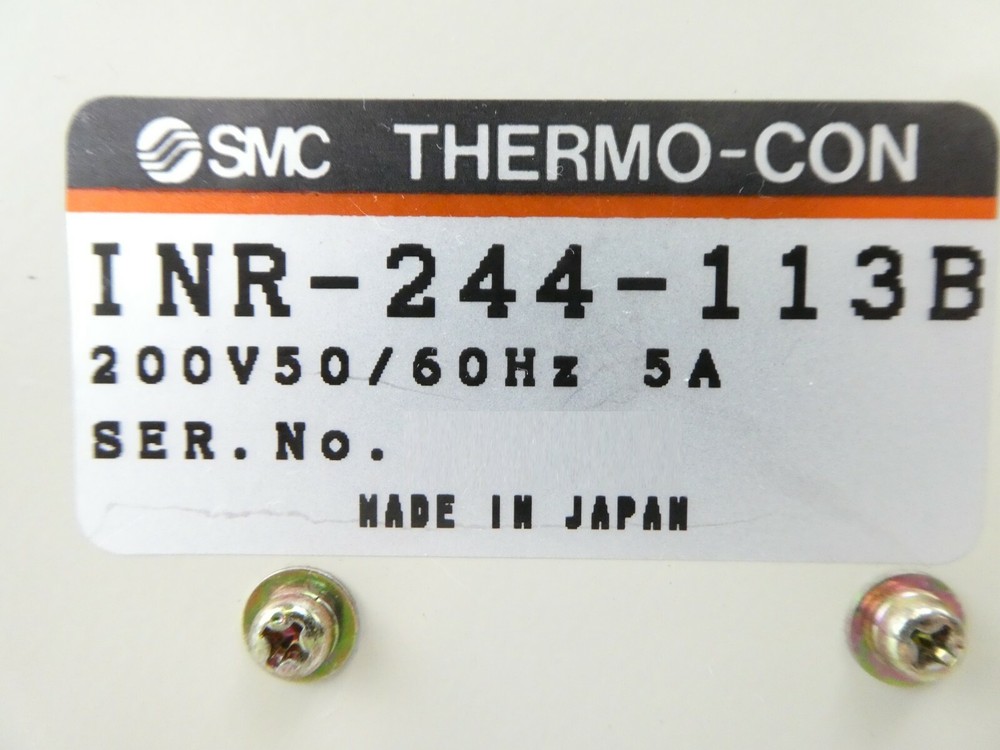 SMC THERMO-CON
INR-244-113B
200V50/60Hz 5A
SER.No.
MADE IN JAPAN